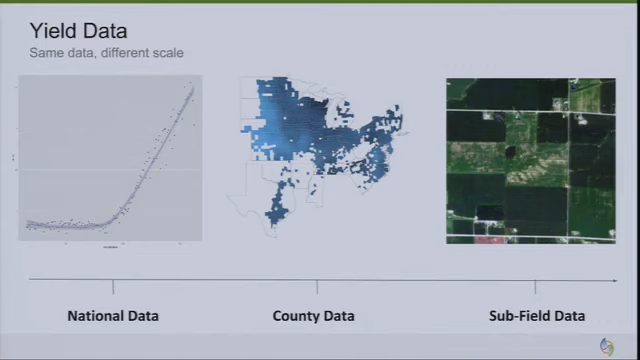 Yield Data
Same data, different scale
National Data
County Data
Sub-Field Data